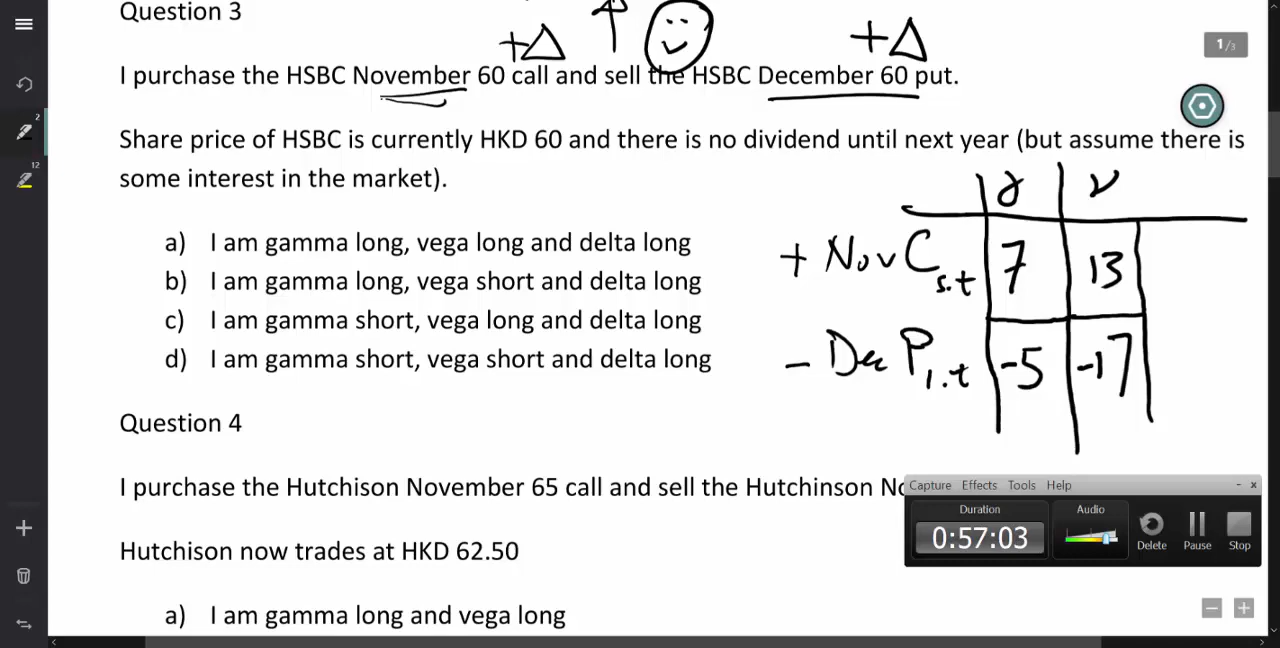 Question 3
1/3
+Δ
+Δ
I purchase the HSBC November 60 call and sell the HSBC December 60 put.
2
Share price of HSBC is currently HKD 60 and there is no dividend until next year (but assume there is
12
some interest in the market).
γ ν
a) I am gamma long, vega long and delta long
+ Nov C s.t 7 13
b) I am gamma long, vega short and delta long
c) I am gamma short, vega long and delta long
d) I am gamma short, vega short and delta long
- Dec P l.t -5 -17
Question 4
I purchase the Hutchison November 65 call and sell the Hutchinson No
Capture Effects Tools Help
Duration Audio
0:57:03
Delete Pause Stop
Hutchison now trades at HKD 62.50
a) I am gamma long and vega long